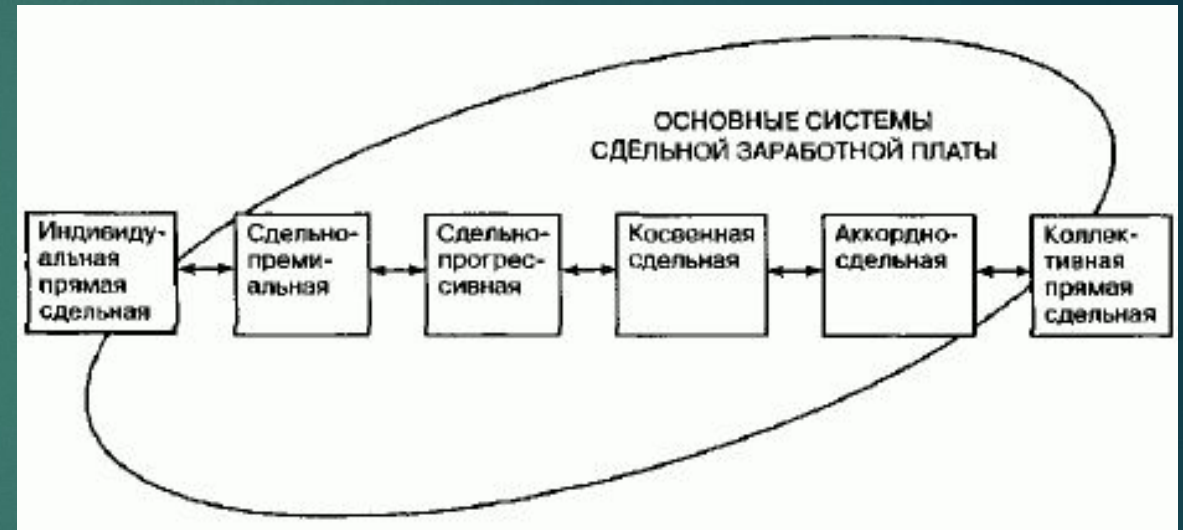 ОСНОВНЫЕ СИСТЕМЫ
СДЕЛЬНОЙ ЗАРАБОТНОЙ ПЛАТЫ
Индивиду-
альная
прямая
сдельная
Сдельно-
преми-
альная
Сдельно-
прогрес-
сивная
Косвенная
сдельная
Аккордно-
сдельная
Коллек-
тивная
прямая
сдельная